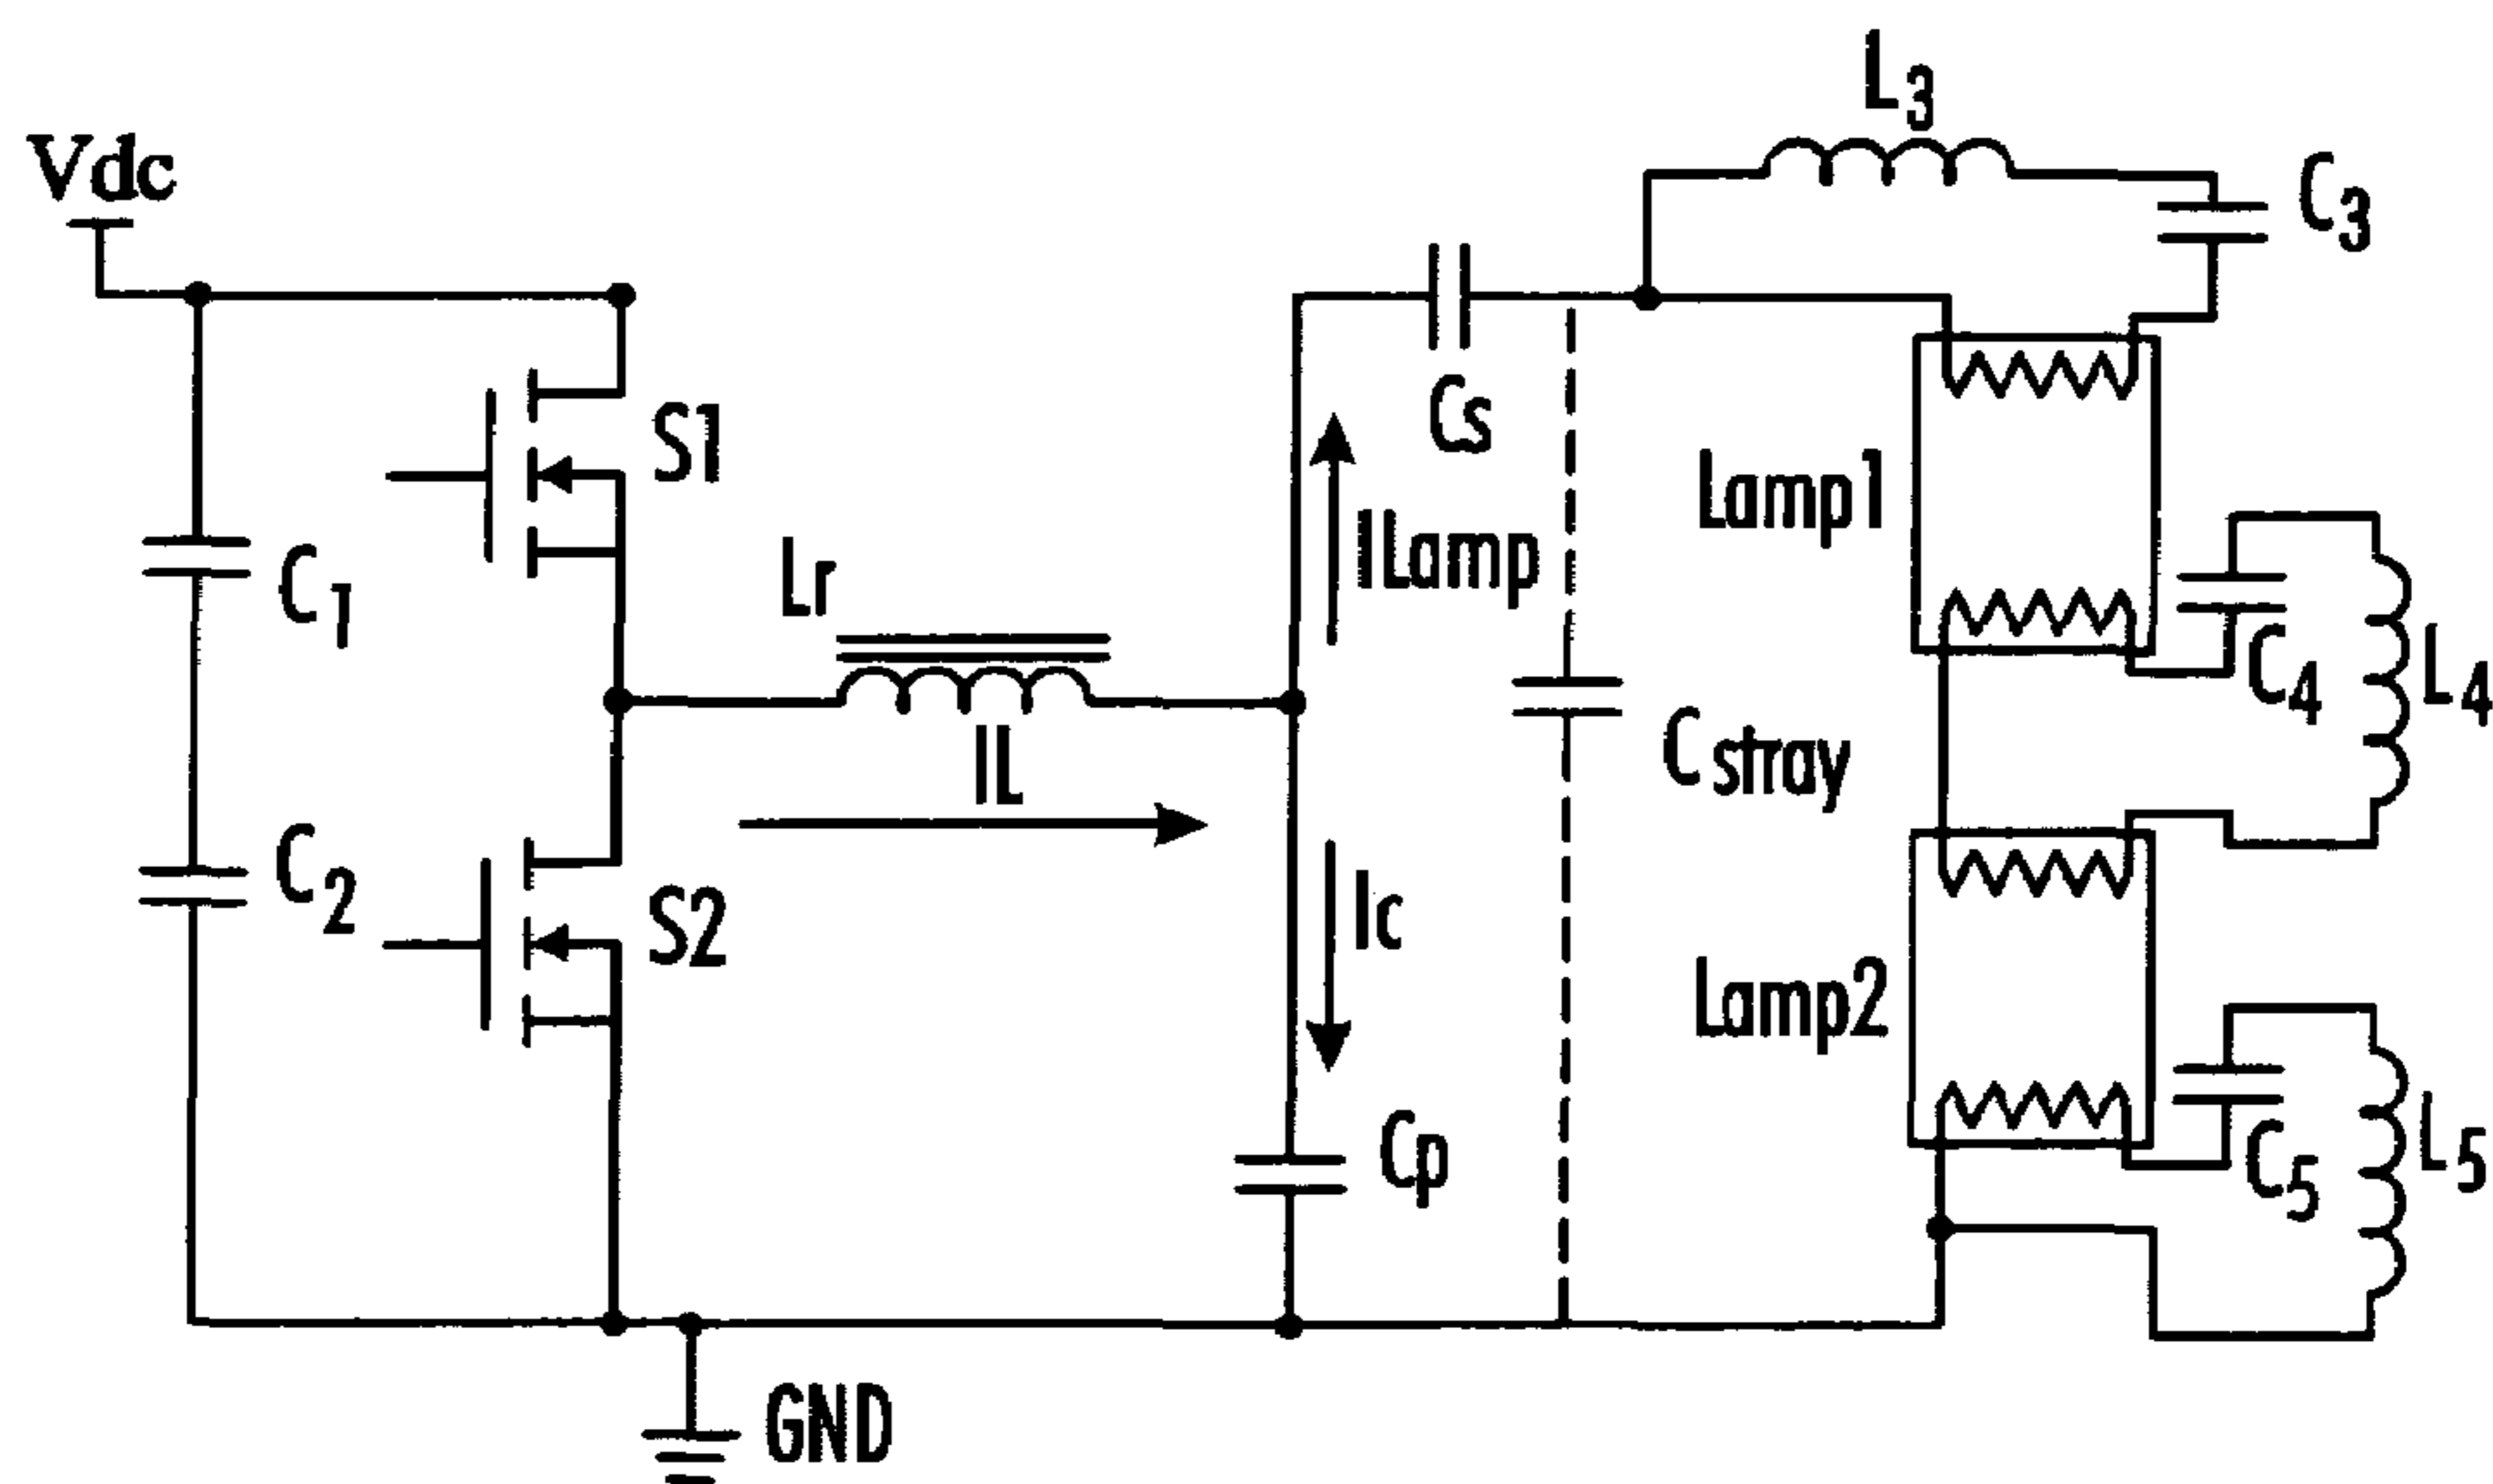 L3
Vdc
C3
S1
Cs
Lamp1
ILamp
Lr
C1
C4
L4
IL
Cstray
C2
S2
Ic
Lamp2
Cp
C5
L5
GND